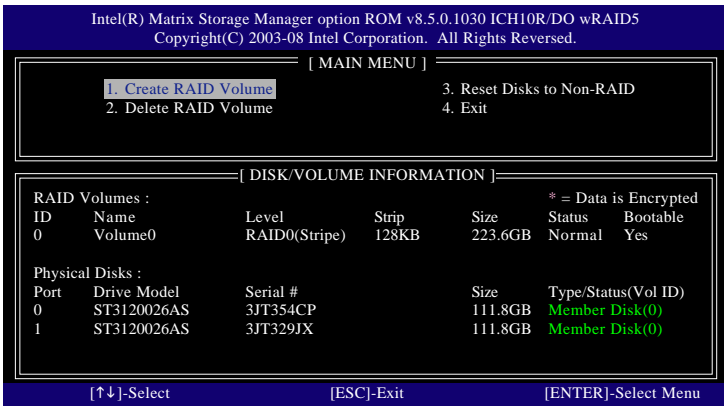 Intel(R) Matrix Storage Manager option ROM v8.5.0.1030 ICH10R/DO wRAID5
Copyright(C) 2003-08 Intel Corporation. All Rights Reversed.
[ MAIN MENU ]
1. Create RAID Volume 3. Reset Disks to Non-RAID
2. Delete RAID Volume 4. Exit
[ DISK/VOLUME INFORMATION ]
RAID Volumes : * = Data is Encrypted
ID Name Level Strip Size Status Bootable
0 Volume0 RAID0(Stripe) 128KB 223.6GB Normal Yes
Physical Disks :
Port Drive Model Serial # Size Type/Status(Vol ID)
0 ST3120026AS 3JT354CP 111.8GB Member Disk(0)
1 ST3120026AS 3JT329JX 111.8GB Member Disk(0)
[↑↓]-Select [ESC]-Exit [ENTER]-Select Menu